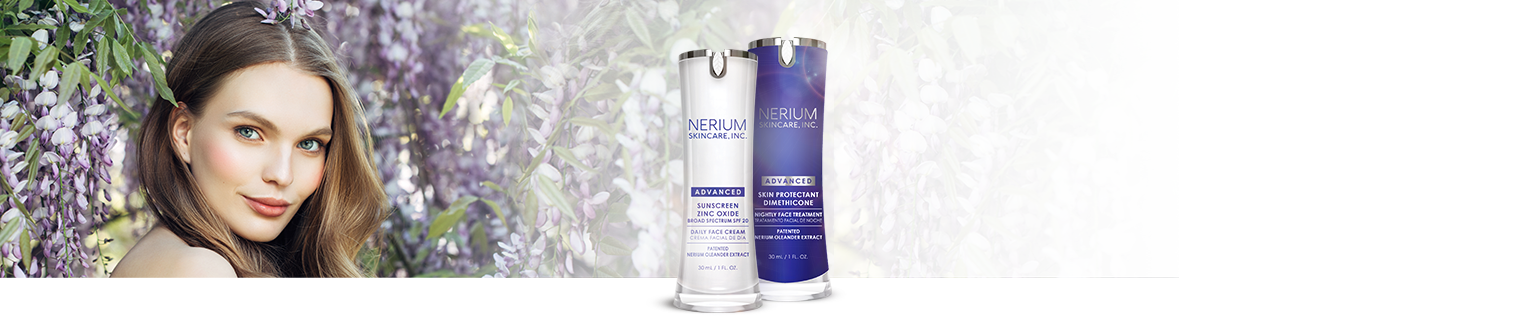 NERIUM
SKINCARE, INC.
ADVANCED
SUNSCREEN
ZINC OXIDE
BROAD SPECTRUM SPF 20
DAILY FACE CREAM
CREMA FACIAL DE DIA
PATENTED
NERIUM OLEANDER EXTRACT
30 mL / 1 FL. OZ.
NERIUM
SKINCARE, INC.
ADVANCED
SKIN PROTECTANT
DIMETHICONE
NIGHTLY FACE TREATMENT
TRATAMIENTO FACIAL DE NOCHE
PATENTED
NERIUM OLEANDER EXTRACT
30 mL / 1 FL. OZ.